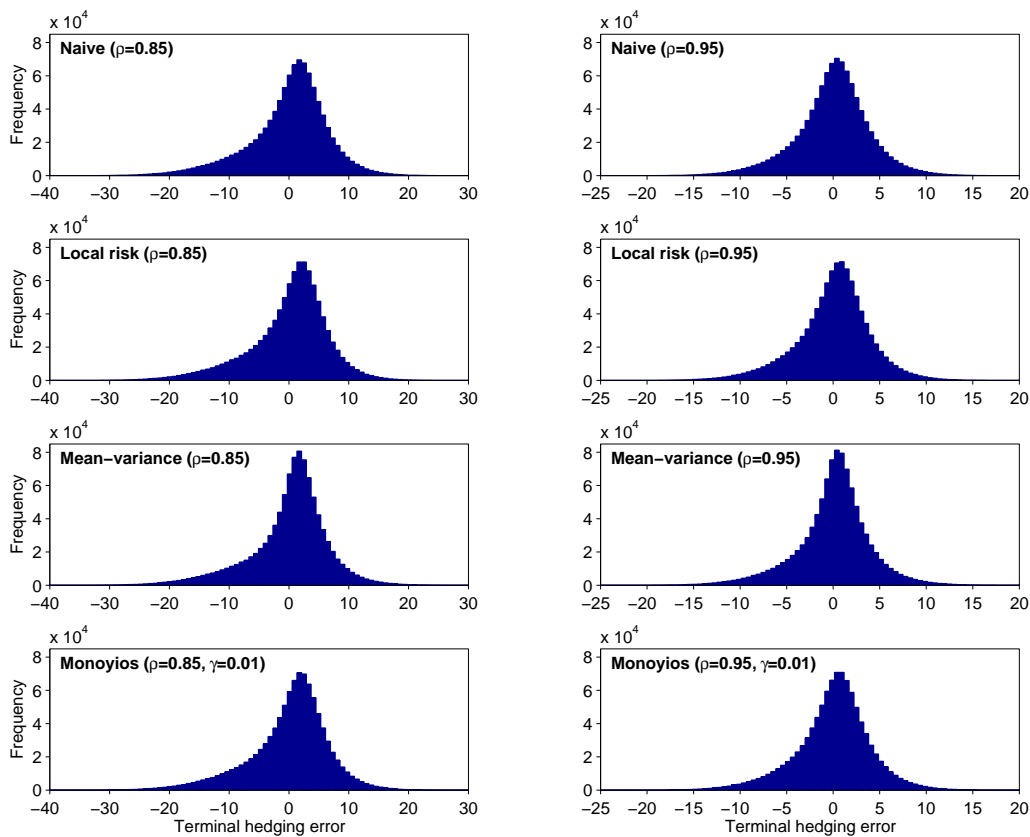 x 10^4
Naive (ρ=0.85)
Frequency
8
6
4
2
0
−40 −30 −20 −10 0 10 20 30
x 10^4
Naive (ρ=0.95)
8
6
4
2
0
−25 −20 −15 −10 −5 0 5 10 15 20
x 10^4
Local risk (ρ=0.85)
Frequency
8
6
4
2
0
−40 −30 −20 −10 0 10 20 30
x 10^4
Local risk (ρ=0.95)
8
6
4
2
0
−25 −20 −15 −10 −5 0 5 10 15 20
x 10^4
Mean−variance (ρ=0.85)
Frequency
8
6
4
2
0
−40 −30 −20 −10 0 10 20 30
x 10^4
Mean−variance (ρ=0.95)
8
6
4
2
0
−25 −20 −15 −10 −5 0 5 10 15 20
x 10^4
Monoyios (ρ=0.85, γ=0.01)
Frequency
8
6
4
2
0
−40 −30 −20 −10 0 10 20 30
Terminal hedging error
x 10^4
Monoyios (ρ=0.95, γ=0.01)
8
6
4
2
0
−25 −20 −15 −10 −5 0 5 10 15 20
Terminal hedging error